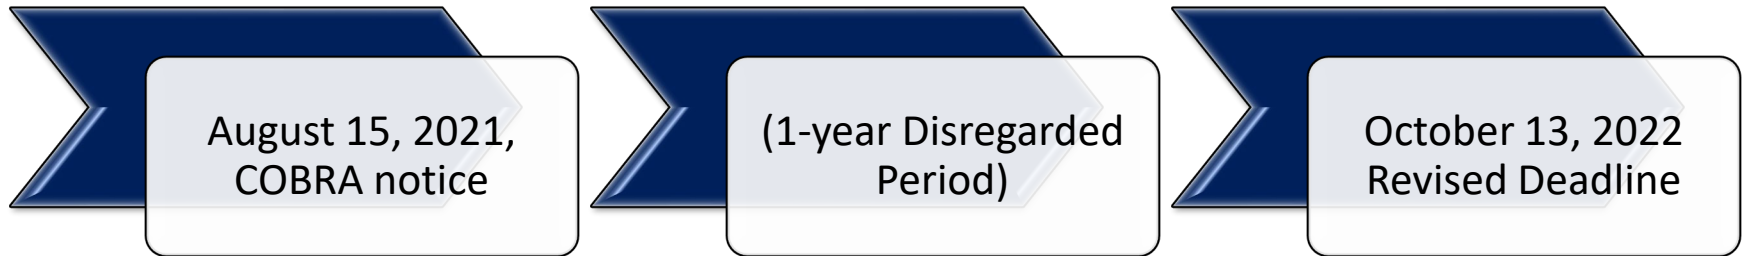 August 15, 2021,
COBRA notice
(1-year Disregarded
Period)
October 13, 2022
Revised Deadline